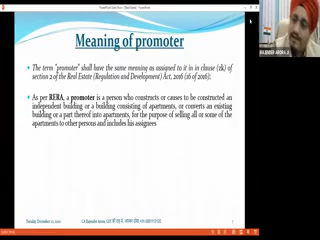 Meaning of promoter
The term "promoter" shall have the same meaning as assigned to it in in clause (zk) of
section 2 of the Real Estate (Regulation and Development) Act, 2016 (16 of 2016);
As per RERA, a promoter is a person who constructs or causes to be constructed an
independent building or a building consisting of apartments, or converts an existing
building or a part thereof into apartments, for the purpose of selling all or some of the
apartments to other persons and includes his assignees
RAJENDER ARORA JI